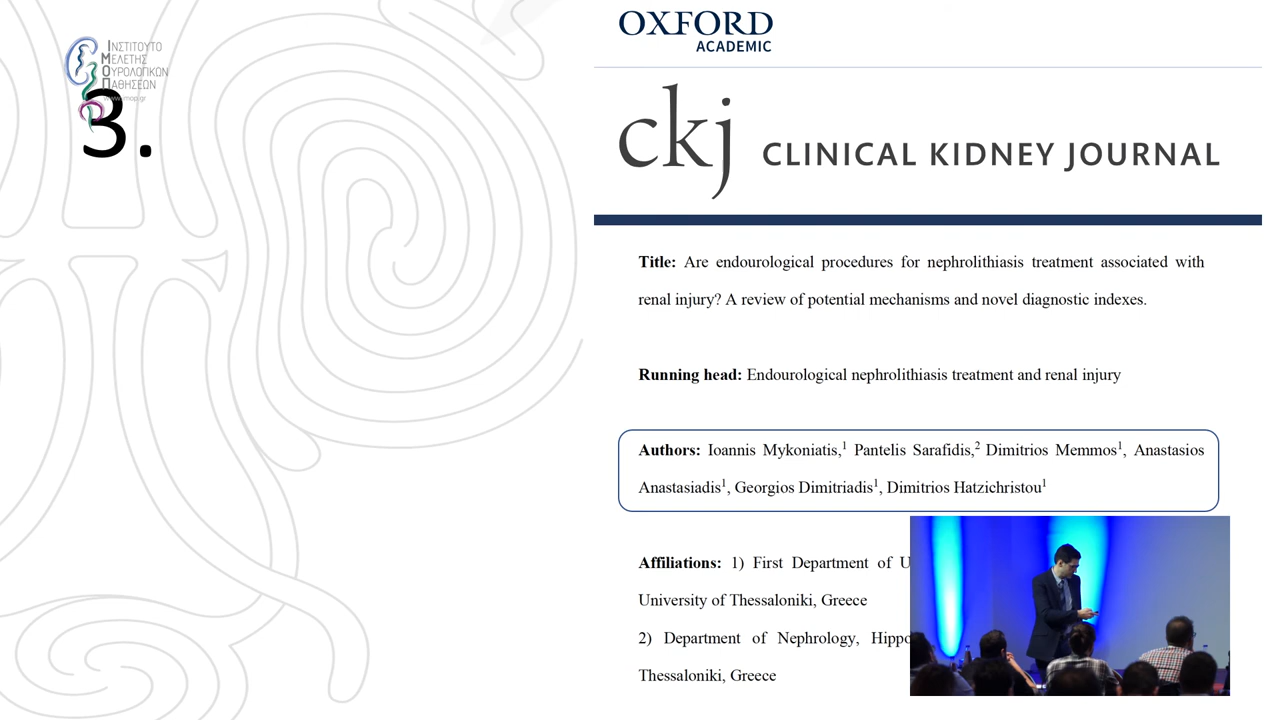 ΙΝΣΤΙΤΟΥΤΟ
ΜΕΛΕΤΗΣ
ΟΥΡΟΛΟΓΙΚΩΝ
ΠΑΘΗΣΕΩΝ
www.imop.gr
3.
OXFORD
ACADEMIC
ckj CLINICAL KIDNEY JOURNAL
Title: Are endourological procedures for nephrolithiasis treatment associated with
renal injury? A review of potential mechanisms and novel diagnostic indexes.
Running head: Endourological nephrolithiasis treatment and renal injury
Authors: Ioannis Mykoniatis,1 Pantelis Sarafidis,2 Dimitrios Memmos1, Anastasios
Anastasiadis1, Georgios Dimitriadis1, Dimitrios Hatzichristou1
Affiliations: 1) First Department of U
University of Thessaloniki, Greece
2) Department of Nephrology, Hippo
Thessaloniki, Greece